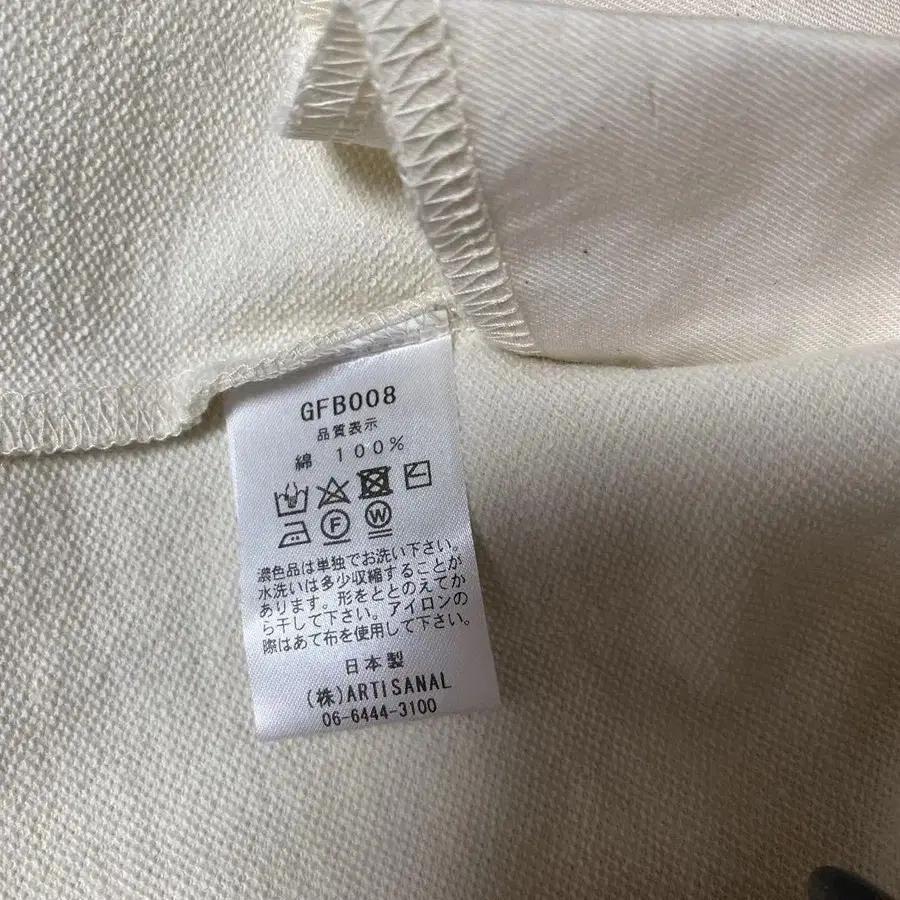 GFB008
品質表示
綿 100%
F W
濃色品は単独でお洗い下さい。
水洗いは多少収縮することが
あります。形をととのえてか
ら干して下さい。アイロンの
際はあて布を使用して下さい。
日本製
(株)ARTISANAL
06-6444-3100